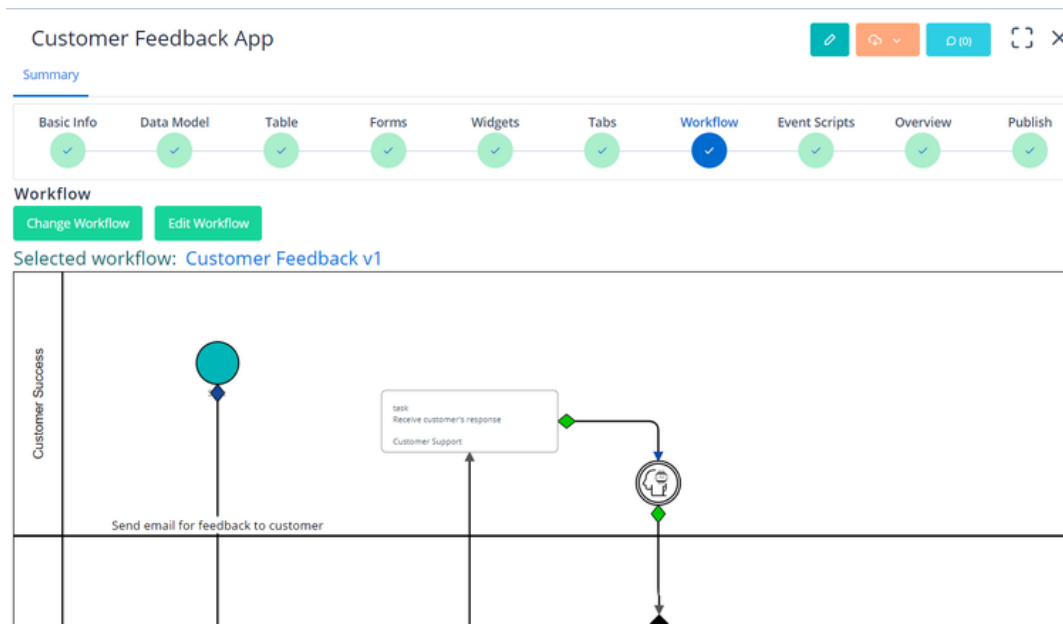 Customer Feedback App
(0)
Summary
Basic Info Data Model Table Forms Widgets Tabs Workflow Event Scripts Overview Publish
Workflow
Change Workflow Edit Workflow
Selected workflow: Customer Feedback v1
Customer Success
task
Receive customer's response
Customer Support
Send email for feedback to customer